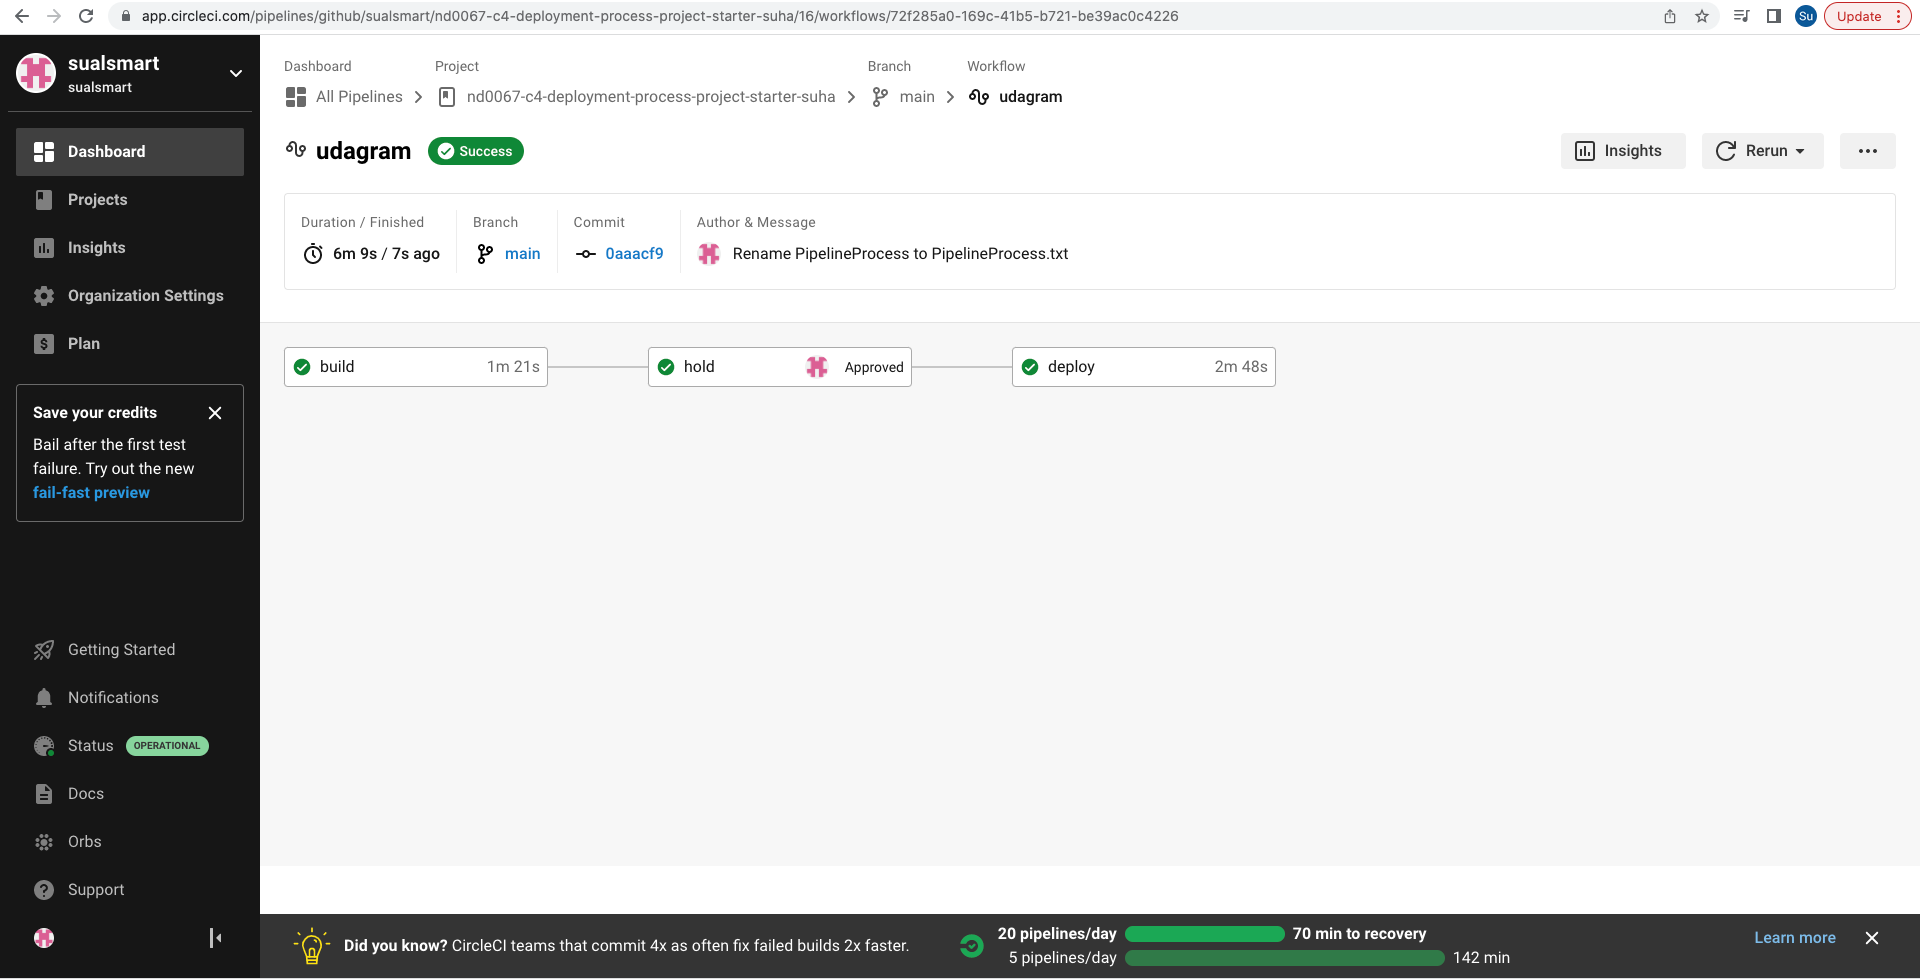 app.circleci.com/pipelines/github/sualsmart/nd0067-c4-deployment-process-project-starter-suha/16/workflows/72f285a0-169c-41b5-b721-be39ac0c4226
Su
Update
sualsmart
sualsmart
Dashboard
Projects
Insights
Organization Settings
Plan
Save your credits
Bail after the first test
failure. Try out the new
fail-fast preview
Getting Started
Notifications
Status OPERATIONAL
Docs
Orbs
Support
Dashboard Project Branch Workflow
All Pipelines nd0067-c4-deployment-process-project-starter-suha main udagram
udagram Success
Insights Rerun
Duration / Finished Branch Commit Author & Message
6m 9s / 7s ago main 0aaacf9 Rename PipelineProcess to PipelineProcess.txt
build 1m 21s hold Approved deploy 2m 48s
Did you know? CircleCI teams that commit 4x as often fix failed builds 2x faster.
20 pipelines/day 70 min to recovery
5 pipelines/day 142 min
Learn more